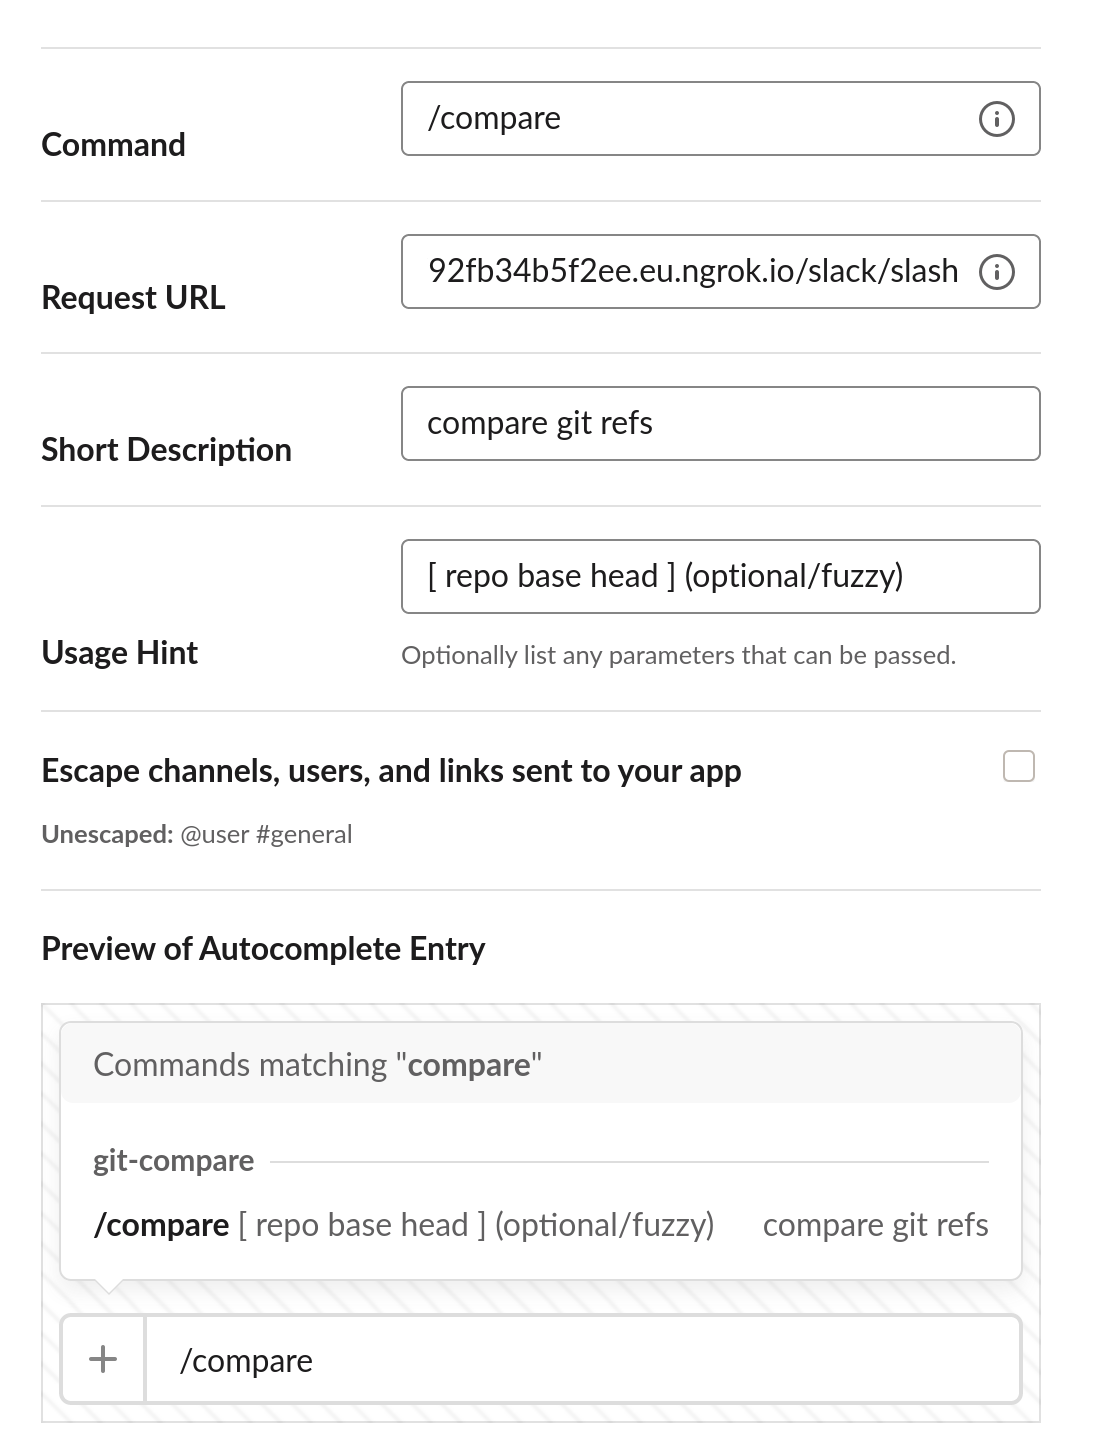 Command
/compare
Request URL
92fb34b5f2ee.eu.ngrok.io/slack/slash
Short Description
compare git refs
Usage Hint
[ repo base head ] (optional/fuzzy)
Optionally list any parameters that can be passed.
Escape channels, users, and links sent to your app
Unescaped: @user #general
Preview of Autocomplete Entry
Commands matching "compare"
git-compare
/compare [ repo base head ] (optional/fuzzy) compare git refs
/compare